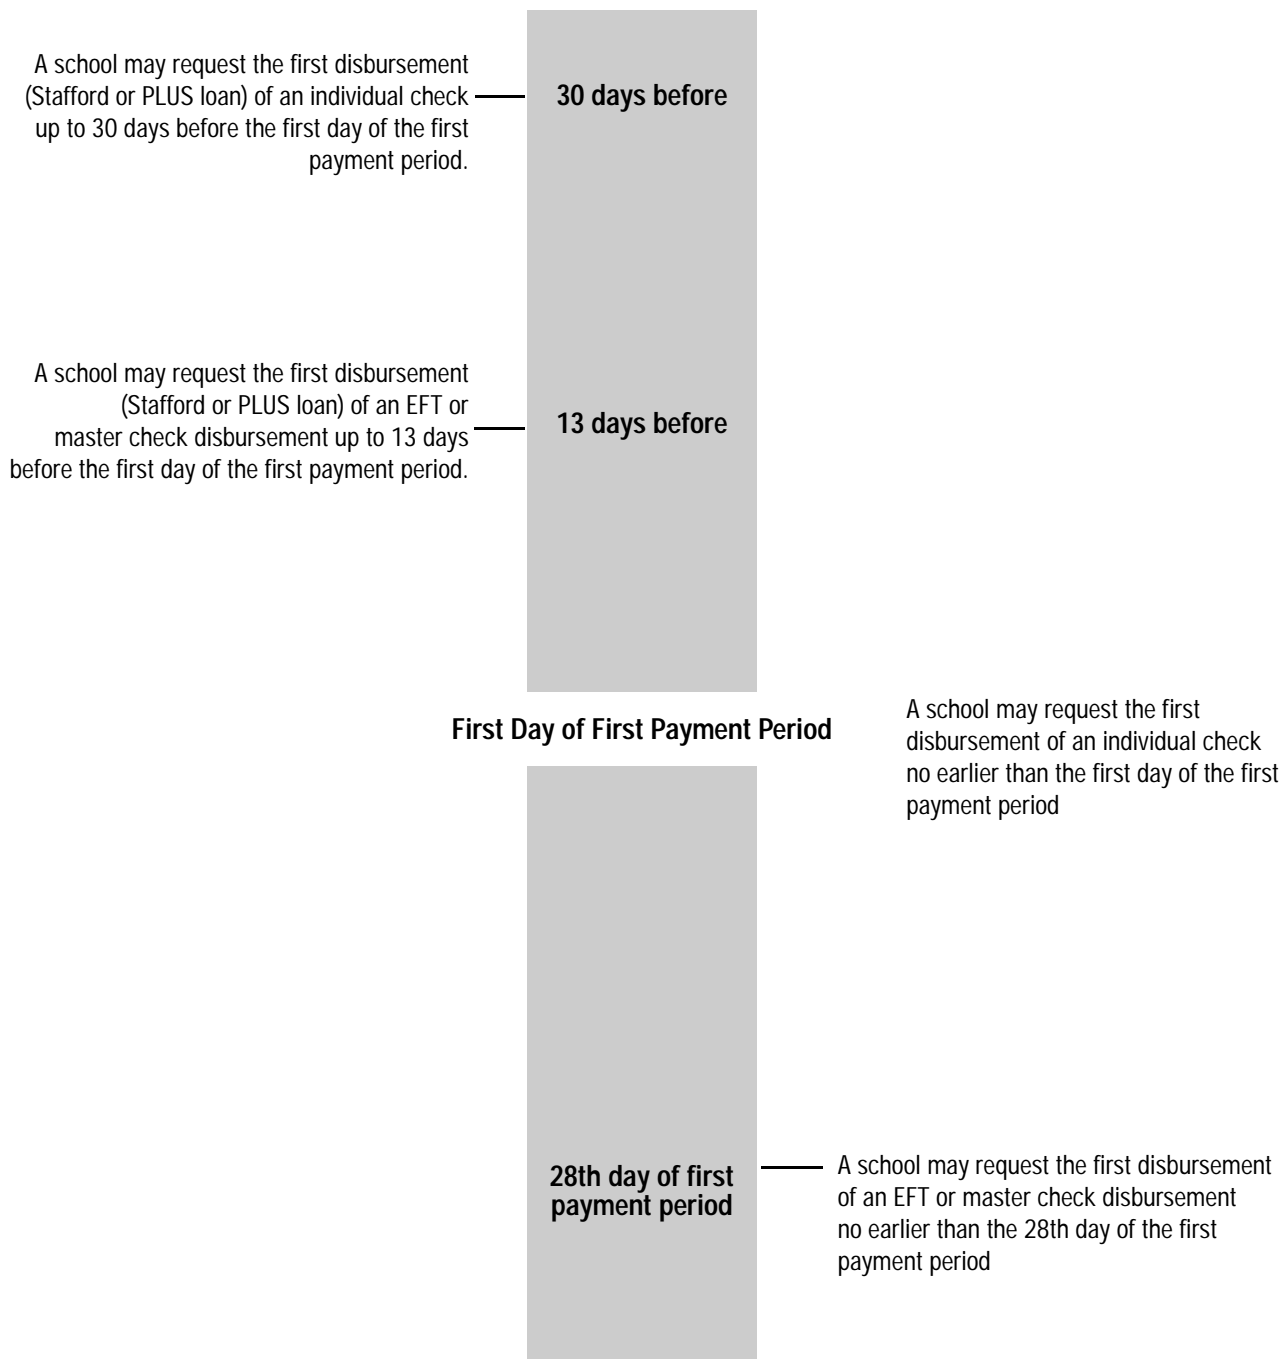 A school may request the first disbursement
(Stafford or PLUS loan) of an individual check
up to 30 days before the first day of the first
payment period.
30 days before
A school may request the first disbursement
(Stafford or PLUS loan) of an EFT or
master check disbursement up to 13 days
before the first day of the first payment period.
13 days before
First Day of First Payment Period
A school may request the first
disbursement of an individual check
no earlier than the first day of the first
payment period
28th day of first
payment period
A school may request the first disbursement
of an EFT or master check disbursement
no earlier than the 28th day of the first
payment period